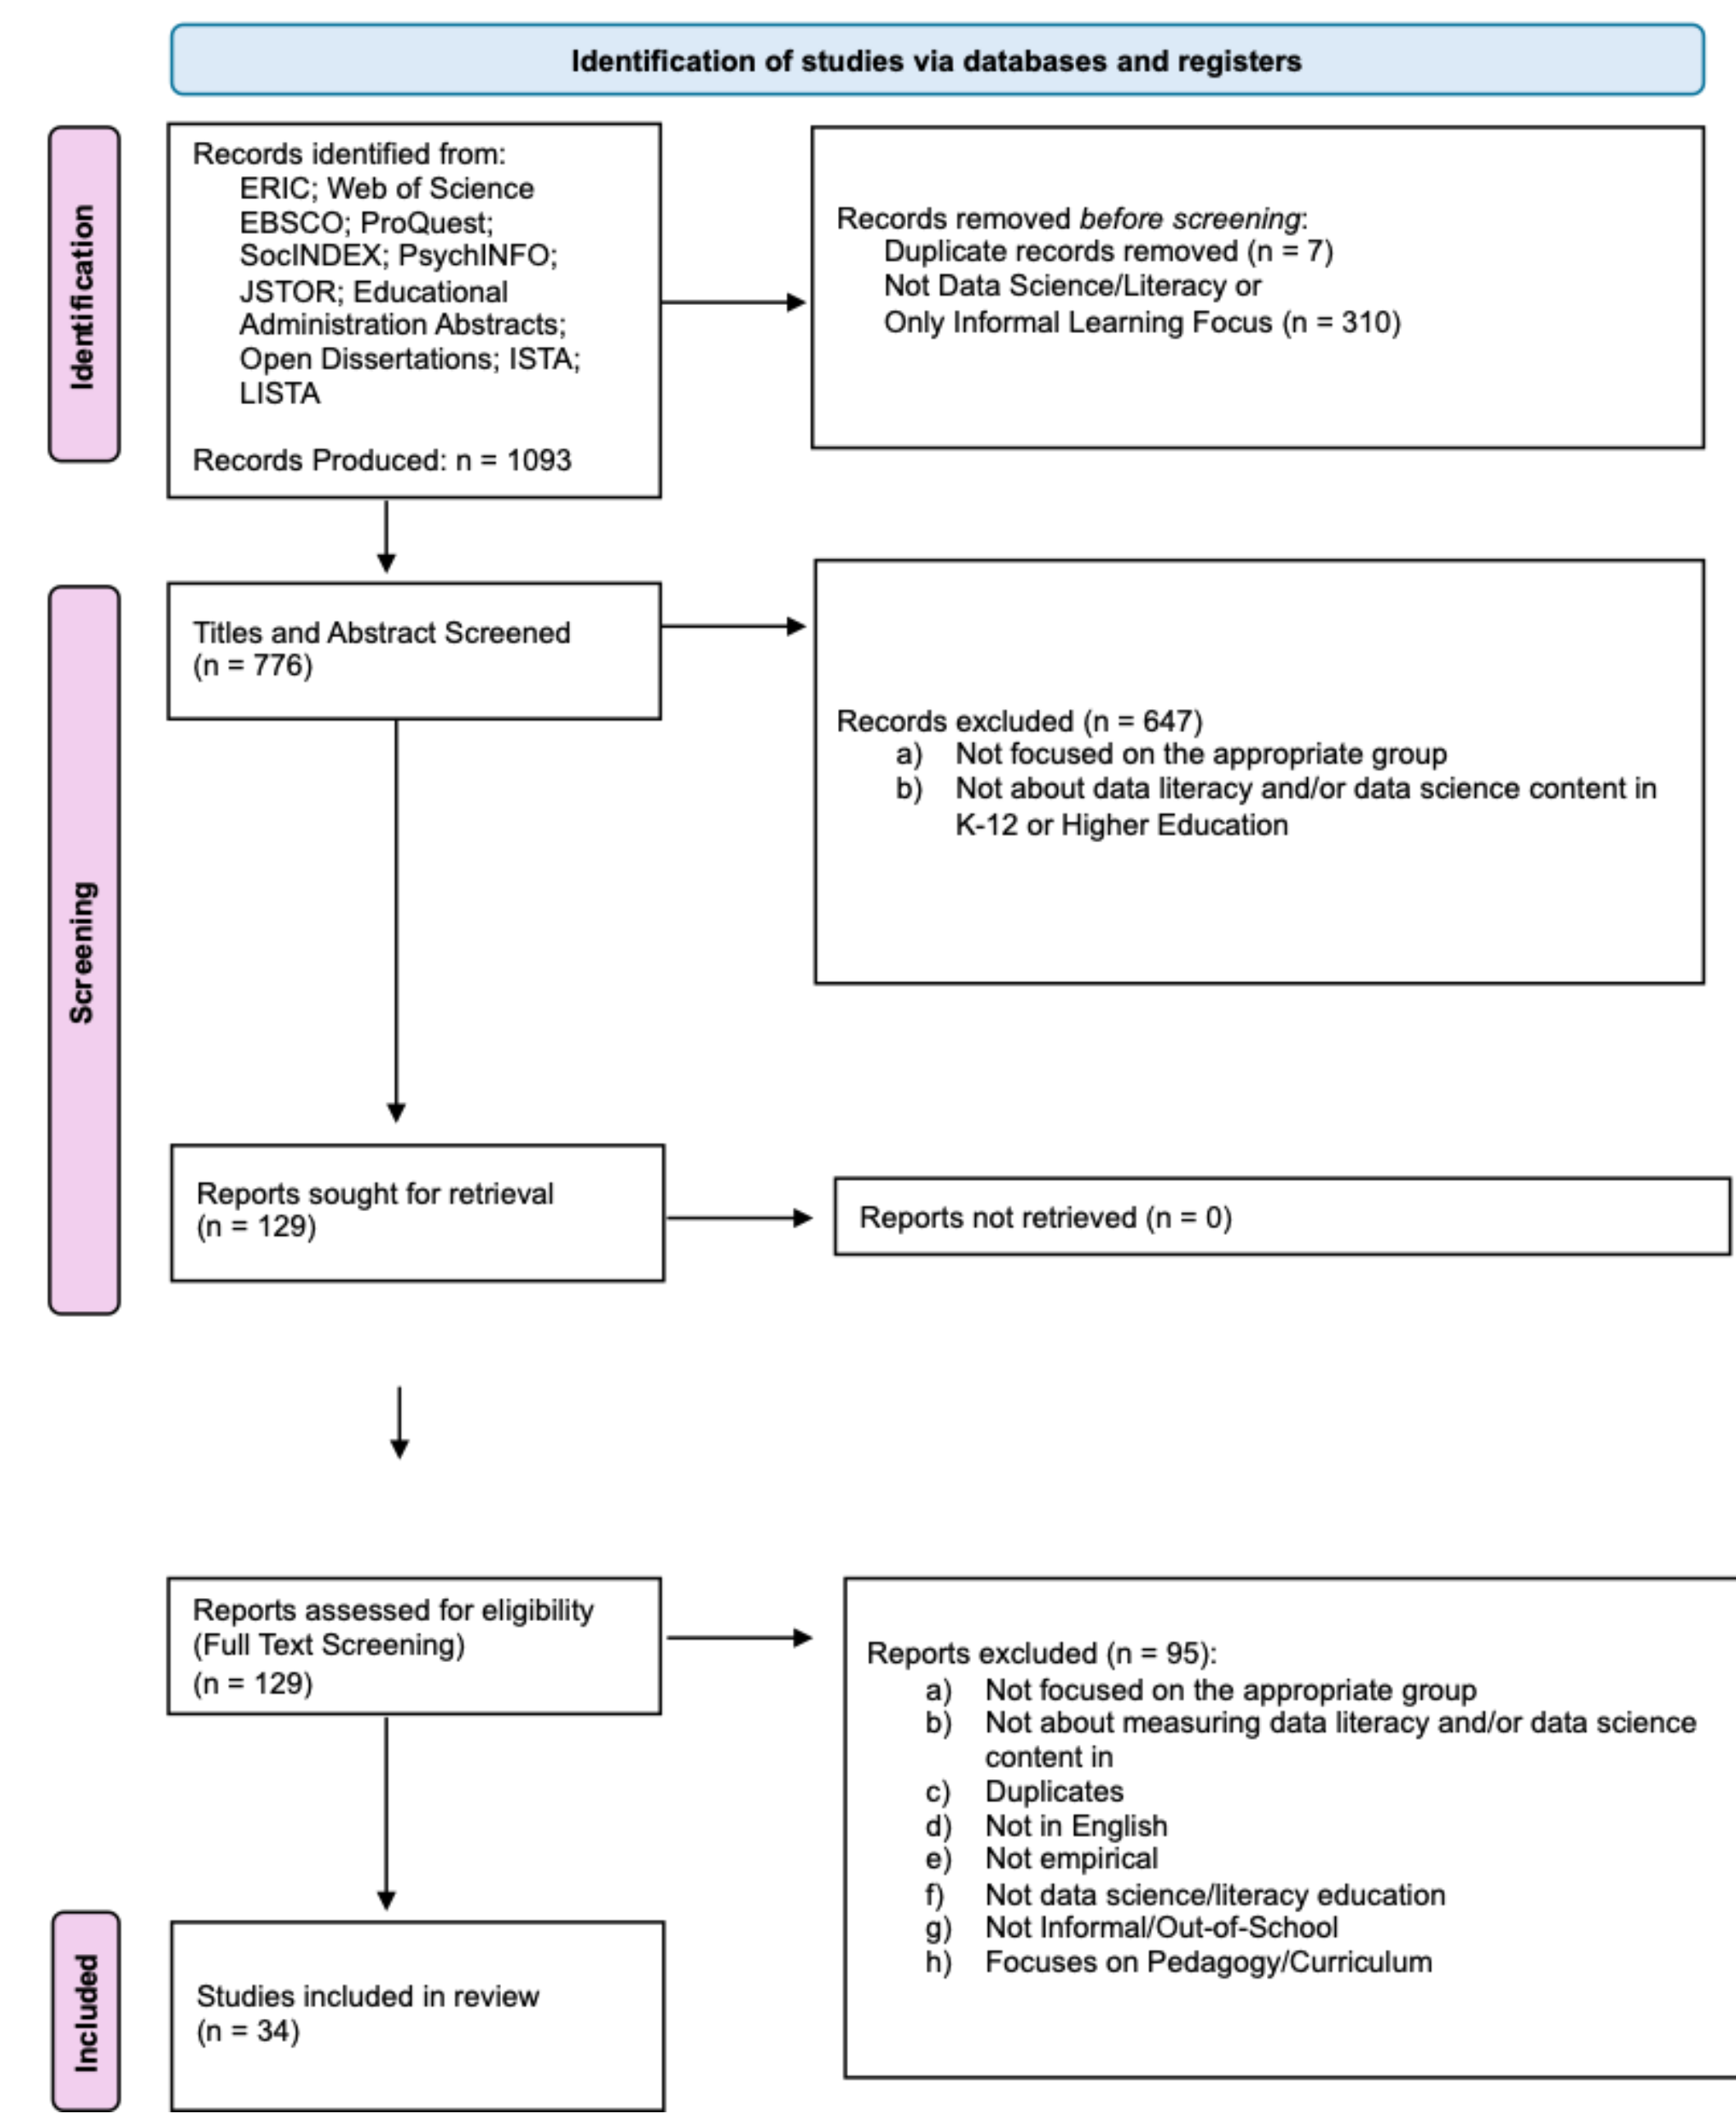 Identification of studies via databases and registers
Identification
Records identified from:
ERIC; Web of Science
EBSCO; ProQuest;
SocINDEX; PsychINFO;
JSTOR; Educational
Administration Abstracts;
Open Dissertations; ISTA;
LISTA
Records Produced: n = 1093
Records removed before screening:
Duplicate records removed (n = 7)
Not Data Science/Literacy or
Only Informal Learning Focus (n = 310)
Screening
Titles and Abstract Screened
(n = 776)
Records excluded (n = 647)
a) Not focused on the appropriate group
b) Not about data literacy and/or data science content in
K-12 or Higher Education
Reports sought for retrieval
(n = 129)
Reports not retrieved (n = 0)
Reports assessed for eligibility
(Full Text Screening)
(n = 129)
Reports excluded (n = 95):
a) Not focused on the appropriate group
b) Not about measuring data literacy and/or data science
content in
c) Duplicates
d) Not in English
e) Not empirical
f) Not data science/literacy education
g) Not Informal/Out-of-School
h) Focuses on Pedagogy/Curriculum
Included
Studies included in review
(n = 34)